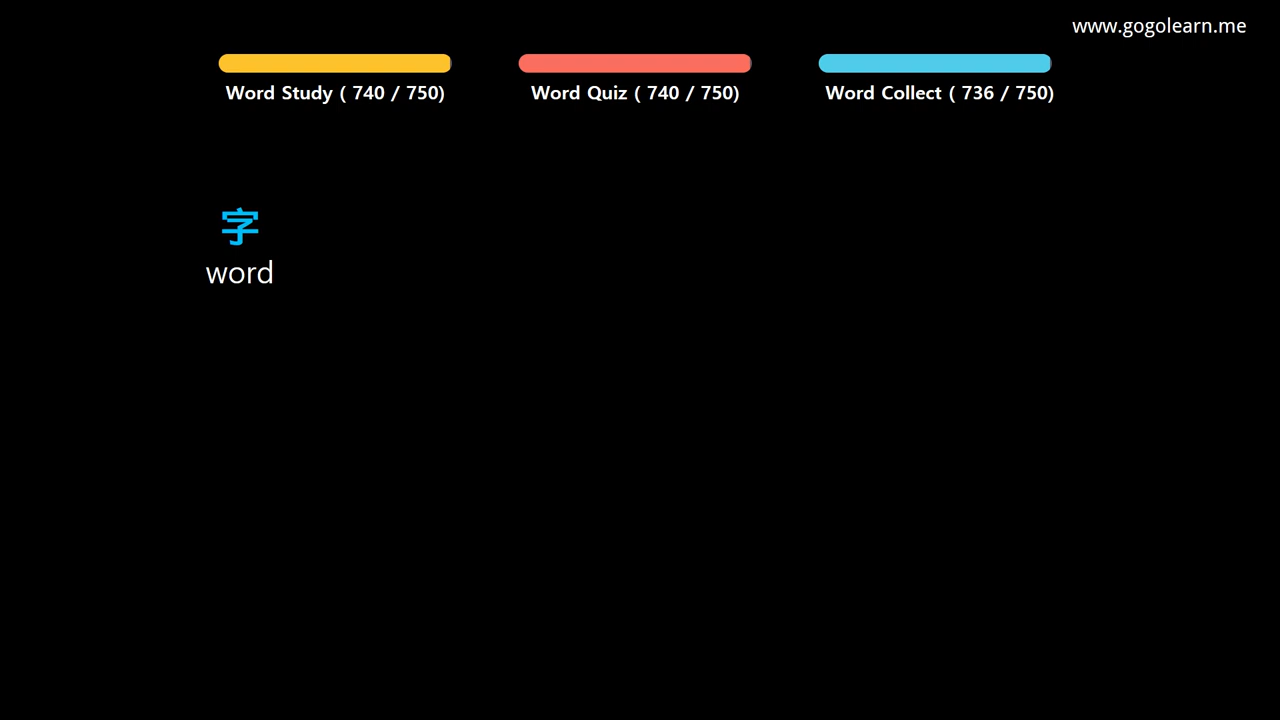 www.gogolearn.me
Word Study ( 740 / 750)
Word Quiz ( 740 / 750)
Word Collect ( 736 / 750)
字
word